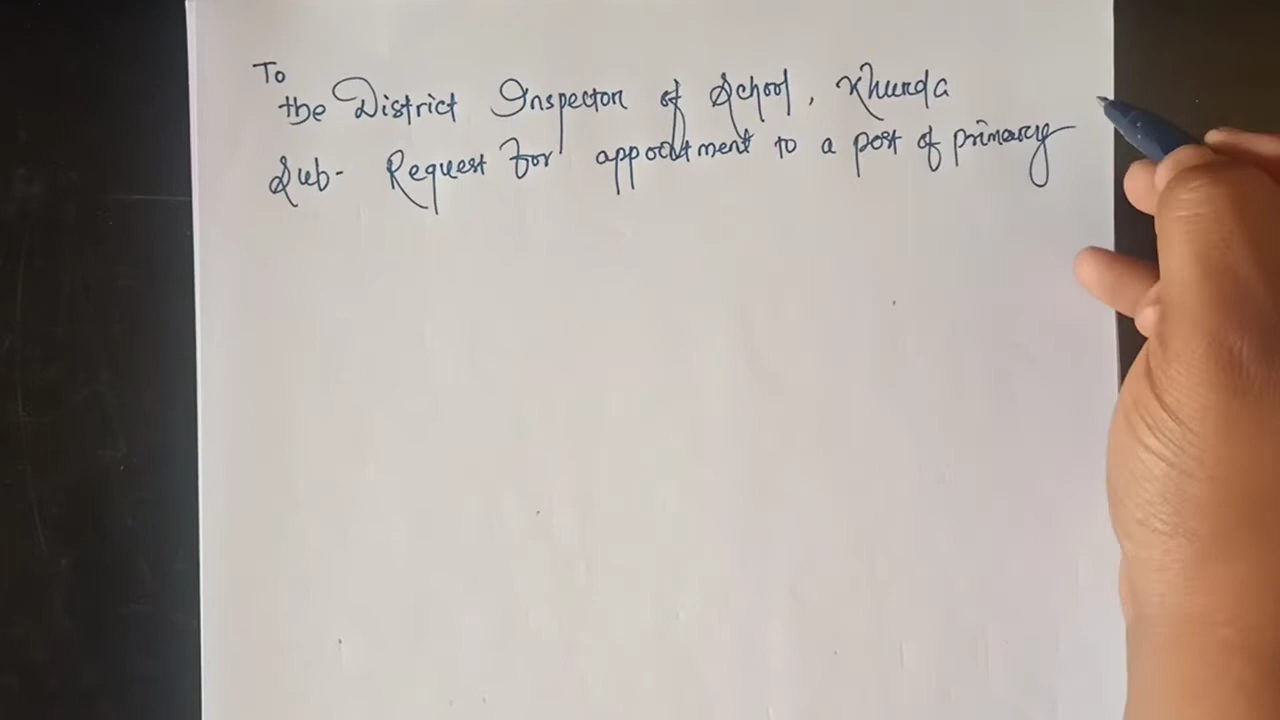 To
the District Inspector of School, Khurda
Sub- Request for appointment to a post of primary